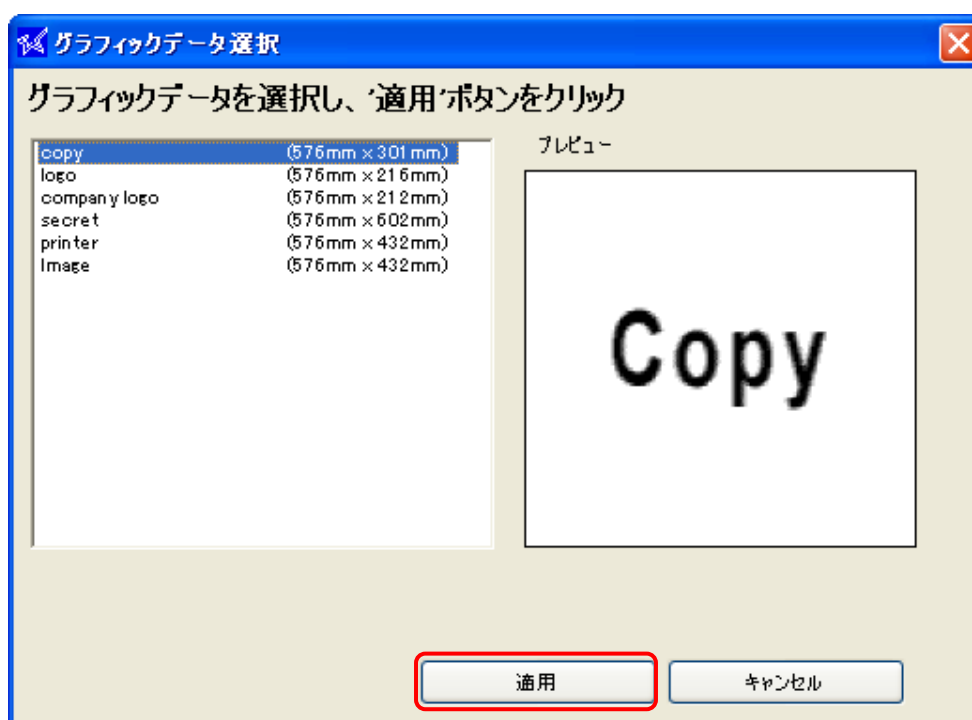 グラフィックデータ選択
グラフィックデータを選択し、'適用'ボタンをクリック
プレビュー
copy (576mm×301mm)
logo (576mm×216mm)
company logo (576mm×212mm)
secret (576mm×602mm)
printer (576mm×432mm)
Image (576mm×432mm)
Copy
適用 キャンセル